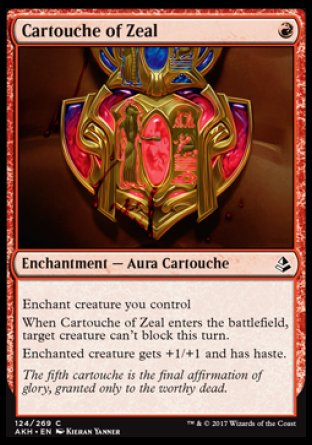 Cartouche of Zeal
Enchantment — Aura Cartouche
Enchant creature you control
When Cartouche of Zeal enters the battlefield,
target creature can't block this turn.
Enchanted creature gets +1/+1 and has haste.
The fifth cartouche is the final affirmation
of glory, granted only to the worthy dead.
124/269 C
AKH • EN Kieran Yanner
™ & © 2017 Wizards of the Coast